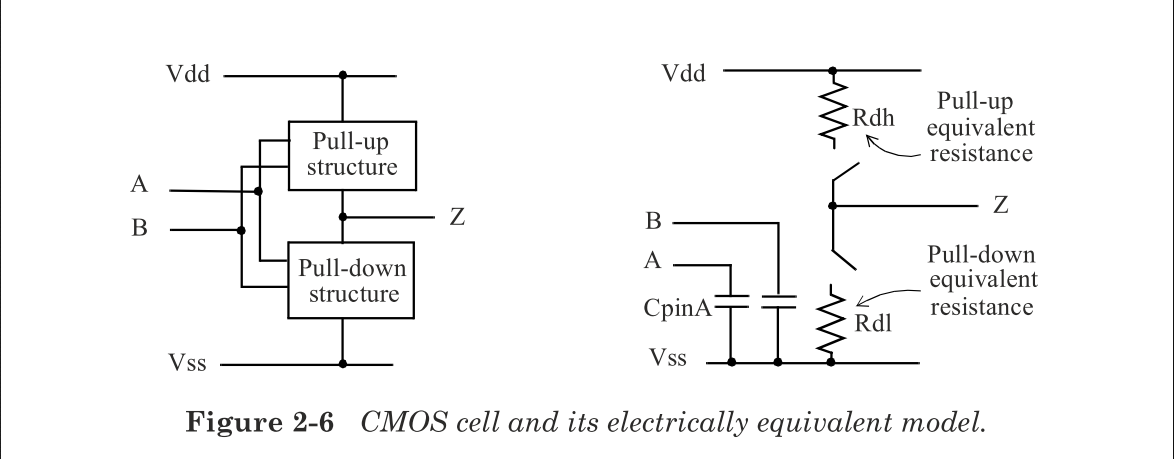 Vdd
Pull-up
structure
A
B
Z
Pull-down
structure
Vss
Vdd
Rdh
Pull-up
equivalent
resistance
Z
B
A
CpinA
Pull-down
equivalent
resistance
Rdl
Vss
Figure 2-6 CMOS cell and its electrically equivalent model.